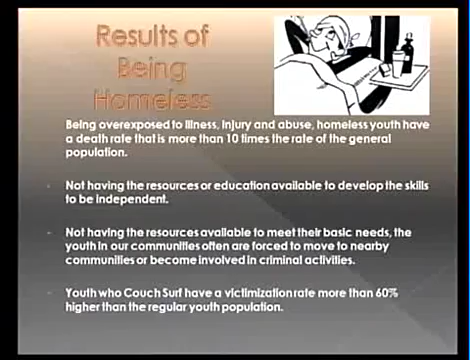 Results of
Being
Homeless
Being overexposed to illness, injury and abuse, homeless youth have
a death rate that is more than 10 times the rate of the general
population.
Not having the resources or education available to develop the skills
to be independent.
Not having the resources available to meet their basic needs, the
youth in our communities often are forced to move to nearby
communities or become involved in criminal activities.
Youth who Couch Surf have a victimization rate more than 60%
higher than the regular youth population.